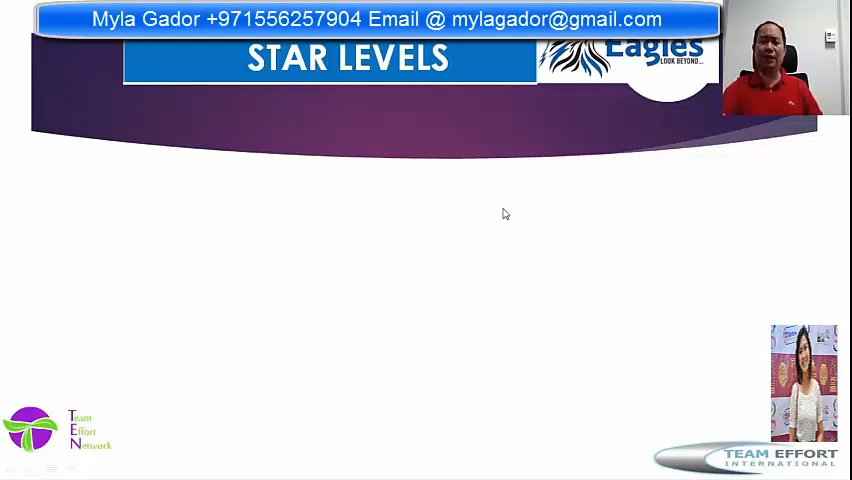 Myla Gador +971556257904 Email @ mylagador@gmail.com
STAR LEVELS
Eagles
LOOK BEYOND...
Team
Effort
Network
TEAM EFFORT
INTERNATIONAL